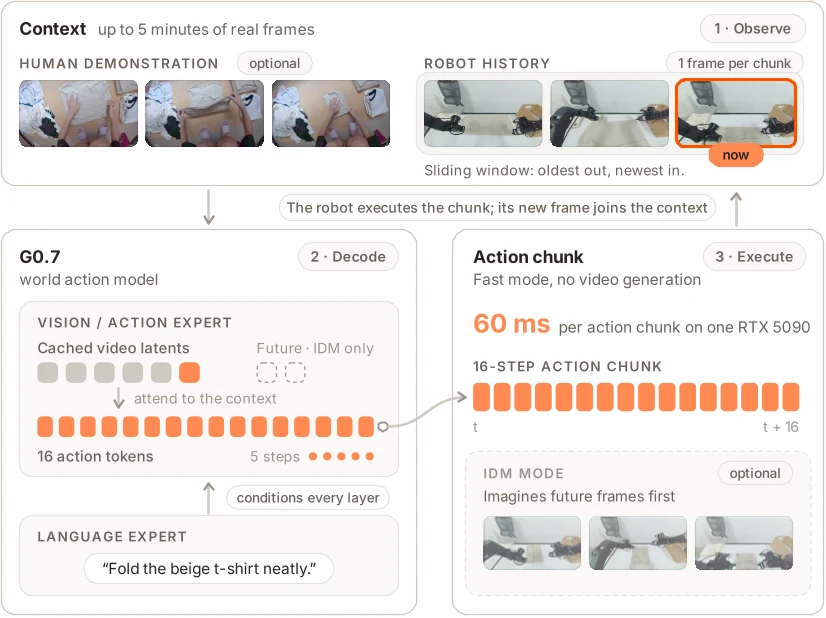 Context up to 5 minutes of real frames
1 · Observe
HUMAN DEMONSTRATION optional
ROBOT HISTORY 1 frame per chunk
now
Sliding window: oldest out, newest in.
The robot executes the chunk; its new frame joins the context
G0.7
2 · Decode
world action model
VISION / ACTION EXPERT
Cached video latents
Future · IDM only
attend to the context
16 action tokens
5 steps
conditions every layer
LANGUAGE EXPERT
“Fold the beige t-shirt neatly.”
Action chunk
3 · Execute
Fast mode, no video generation
60 ms per action chunk on one RTX 5090
16-STEP ACTION CHUNK
t
t + 16
IDM MODE
optional
Imagines future frames first